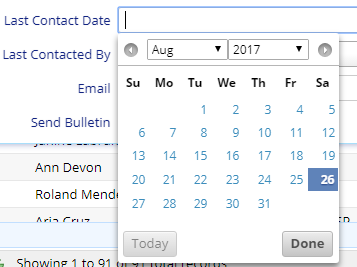 Last Contact Date
Aug 2017
Last Contacted By
Su Mo Tu We Th Fr Sa
Email
1 2 3 4 5
6 7 8 9 10 11 12
Send Bulletin
13 14 15 16 17 18 19
Ann Devon
20 21 22 23 24 25 26
Roland Mende
27 28 29 30 31
Aria Cruz
Today Done
Showing 1 to 91 of 91 total records